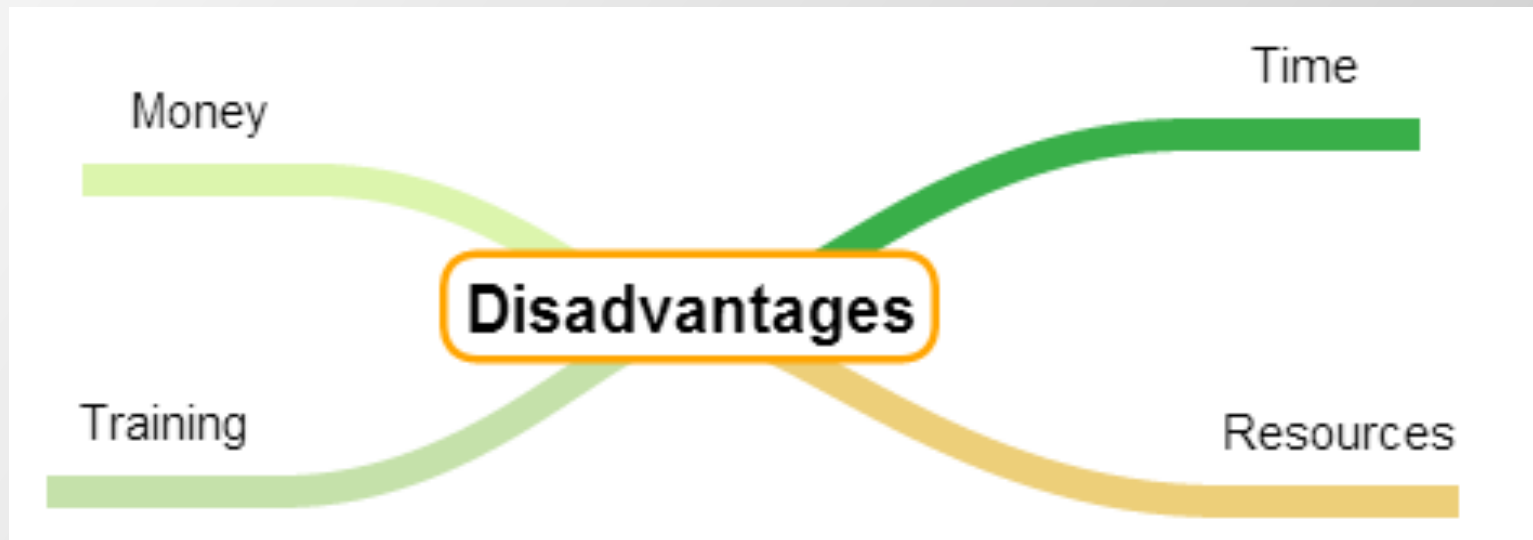 Time
Money
Disadvantages
Training
Resources